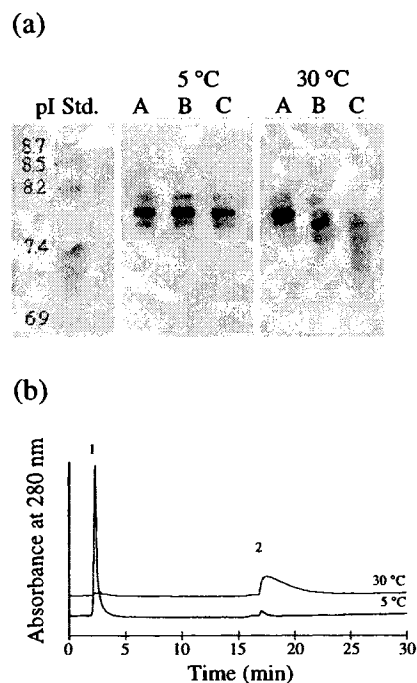 (a)
5 °C 30 °C
pI Std. A B C A B C
8.7
8.5
8.2
7.4
6.9
(b)
1
2
30 °C
5 °C
Absorbance at 280 nm
0 5 10 15 20 25 30
Time (min)